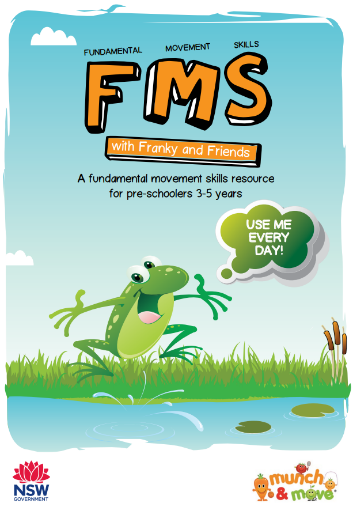 FUNDAMENTAL MOVEMENT SKILLS
FMS
with Franky and Friends
A fundamental movement skills resource
for pre-schoolers 3-5 years
USE ME
EVERY
DAY!
NSW
GOVERNMENT
munch
& move